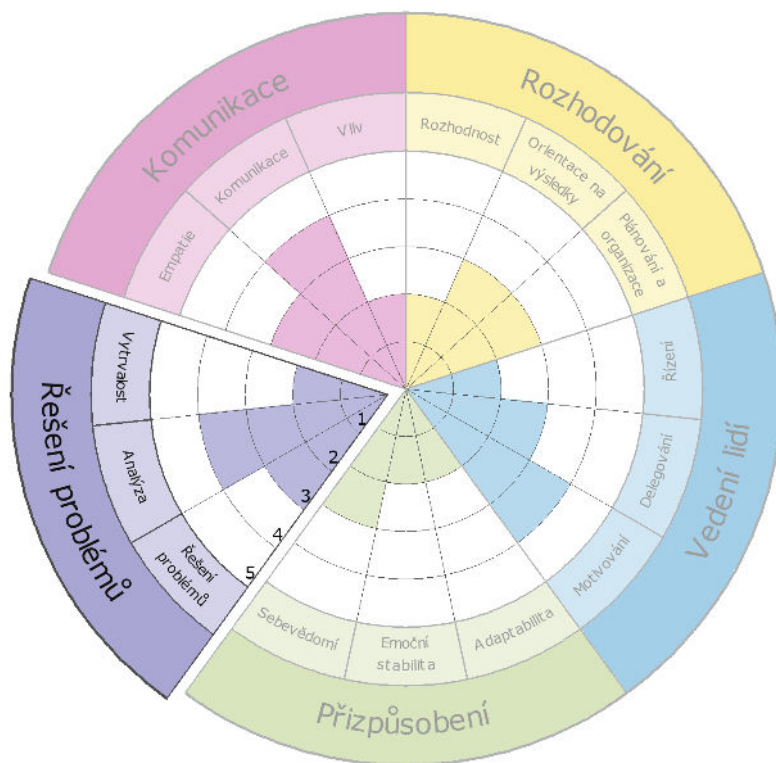 Komunikace
Empatie
Komunikace
Vliv
Rozhodování
Rozhodnost
Orientace na
výsledky
Plánování a
organizace
Vedení lidí
Řízení
Delegování
Motivování
Přizpůsobení
Adaptabilita
Emoční
stabilita
Sebevědomí
Řešení problémů
Vytrvalost
Analýza
Řešení
problémů
1
2
3
4
5